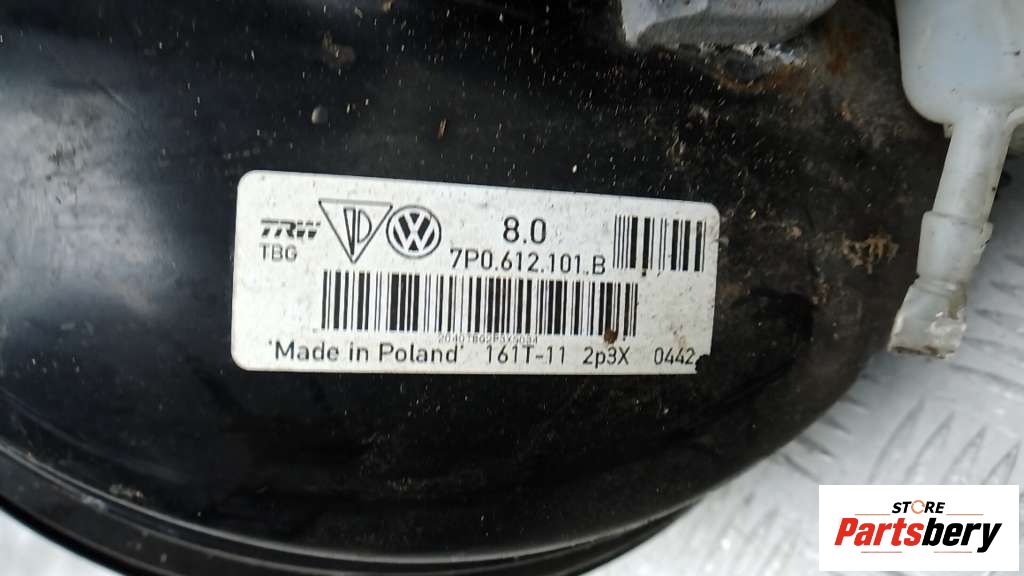 TRW
TBG
8.0
7P0.612.101.B
"Made in Poland" 161T-11 2p3X 0442
STORE
Partsbery